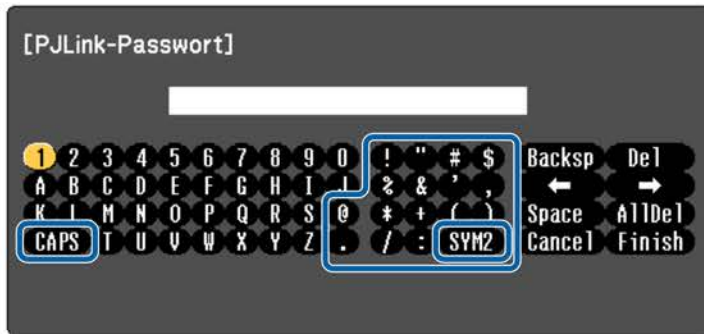 [PJLink-Passwort]
1 2 3 4 5 6 7 8 9 0 ! " # $ Backsp Del
A B C D E F G H I J % & ' , ← →
K L M N O P Q R S @ * + ( ) Space AllDel
CAPS T U V W X Y Z . / : SYM2 Cancel Finish